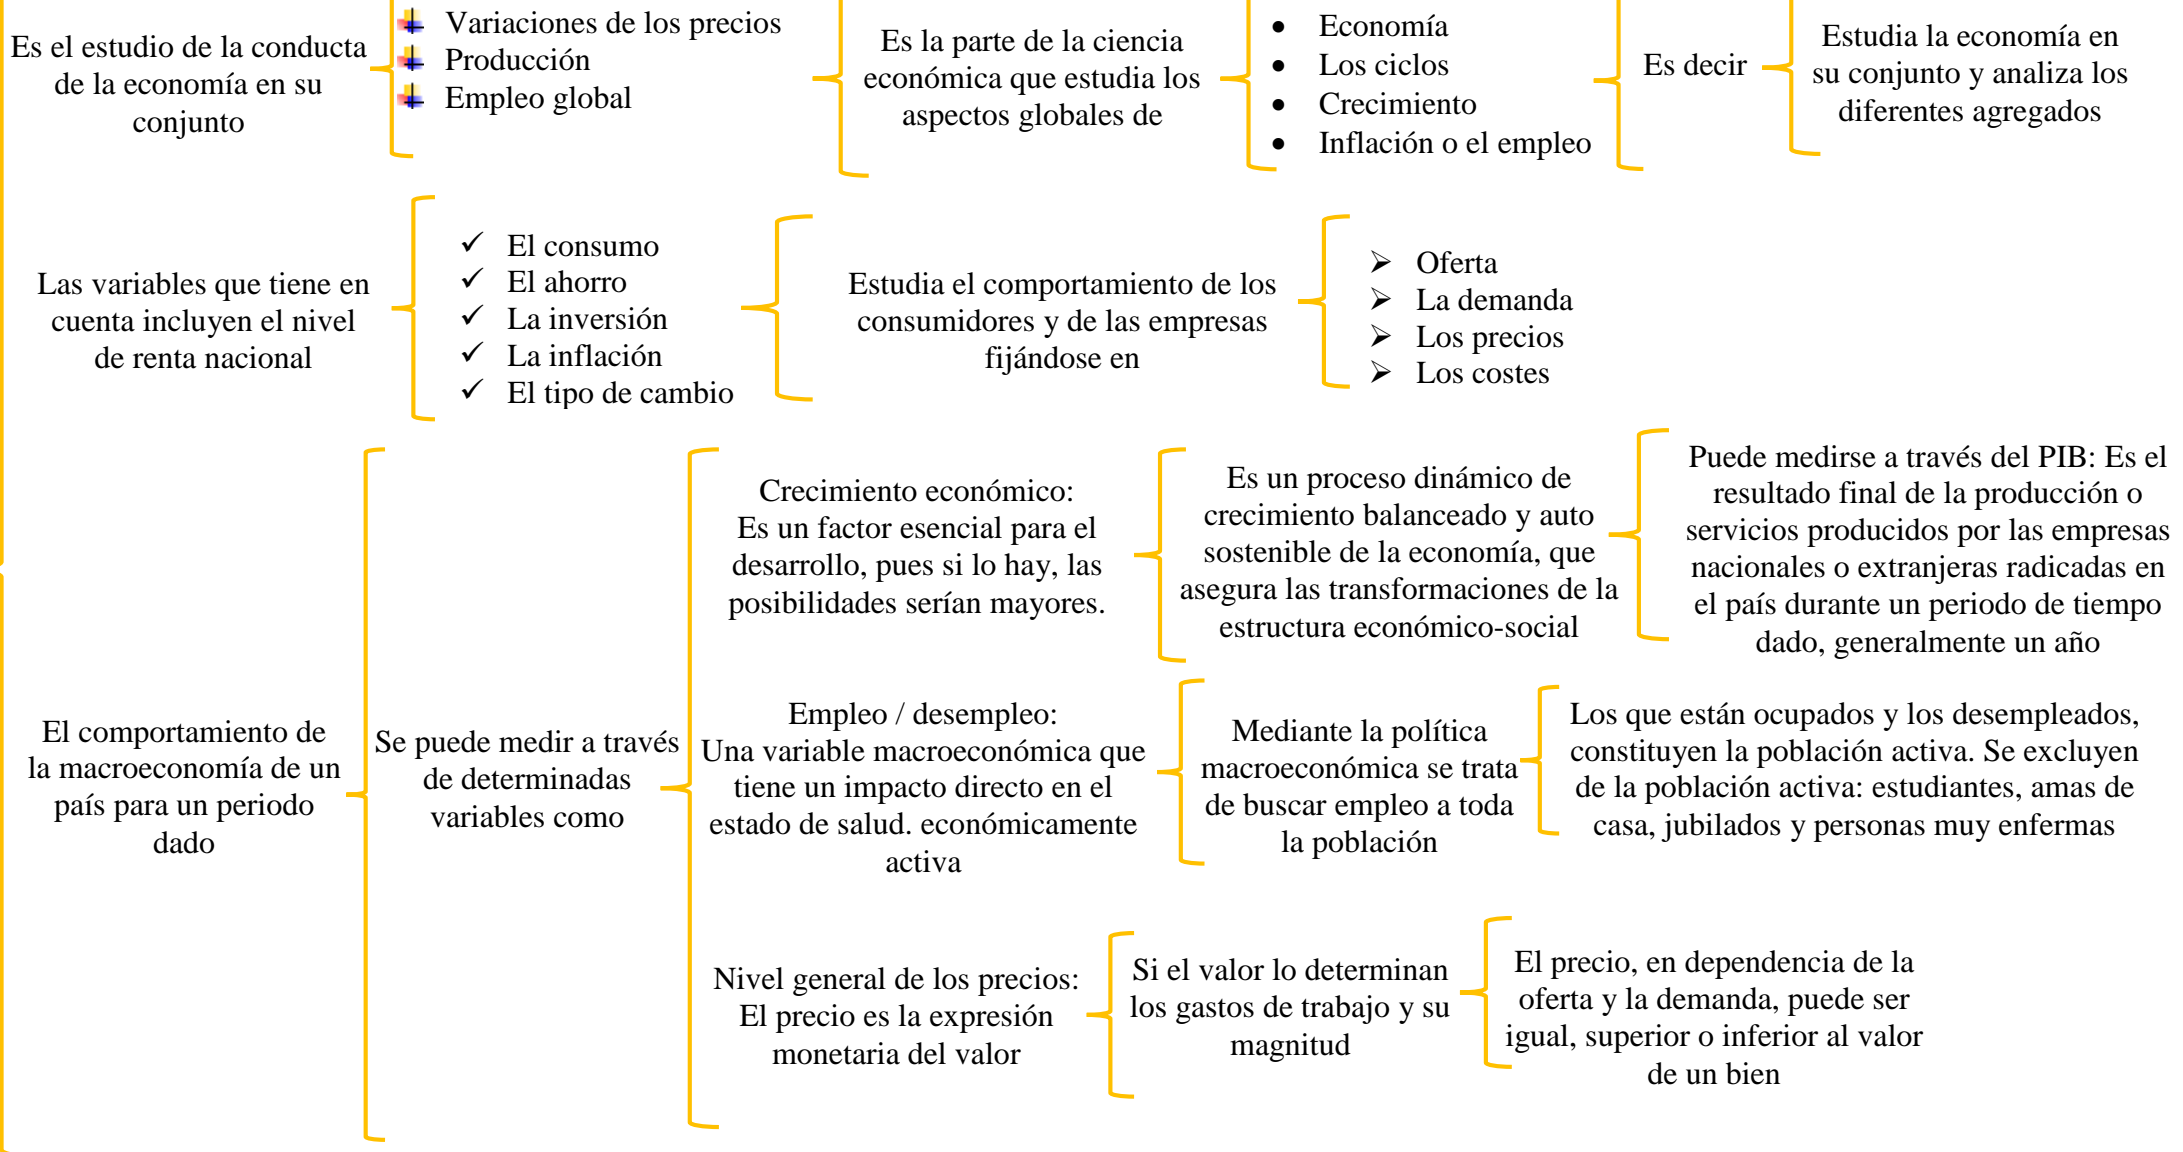 Es el estudio de la conducta
de la economía en su
conjunto
Variaciones de los precios
Producción
Empleo global
Es la parte de la ciencia
económica que estudia los
aspectos globales de
Economía
Los ciclos
Crecimiento
Inflación o el empleo
Es decir
Estudia la economía en
su conjunto y analiza los
diferentes agregados
Las variables que tiene en
cuenta incluyen el nivel
de renta nacional
El consumo
El ahorro
La inversión
La inflación
El tipo de cambio
Estudia el comportamiento de los
consumidores y de las empresas
fijándose en
Oferta
La demanda
Los precios
Los costes
El comportamiento de
la macroeconomía de un
país para un periodo
dado
Se puede medir a través
de determinadas
variables como
Crecimiento económico:
Es un factor esencial para el
desarrollo, pues si lo hay, las
posibilidades serían mayores.
Es un proceso dinámico de
crecimiento balanceado y auto
sostenible de la economía, que
asegura las transformaciones de la
estructura económico-social
Puede medirse a través del PIB: Es el
resultado final de la producción o
servicios producidos por las empresas
nacionales o extranjeras radicadas en
el país durante un periodo de tiempo
dado, generalmente un año
Empleo / desempleo:
Una variable macroeconómica que
tiene un impacto directo en el
estado de salud. económicamente
activa
Mediante la política
macroeconómica se trata
de buscar empleo a toda
la población
Los que están ocupados y los desempleados,
constituyen la población activa. Se excluyen
de la población activa: estudiantes, amas de
casa, jubilados y personas muy enfermas
Nivel general de los precios:
El precio es la expresión
monetaria del valor
Si el valor lo determinan
los gastos de trabajo y su
magnitud
El precio, en dependencia de la
oferta y la demanda, puede ser
igual, superior o inferior al valor
de un bien